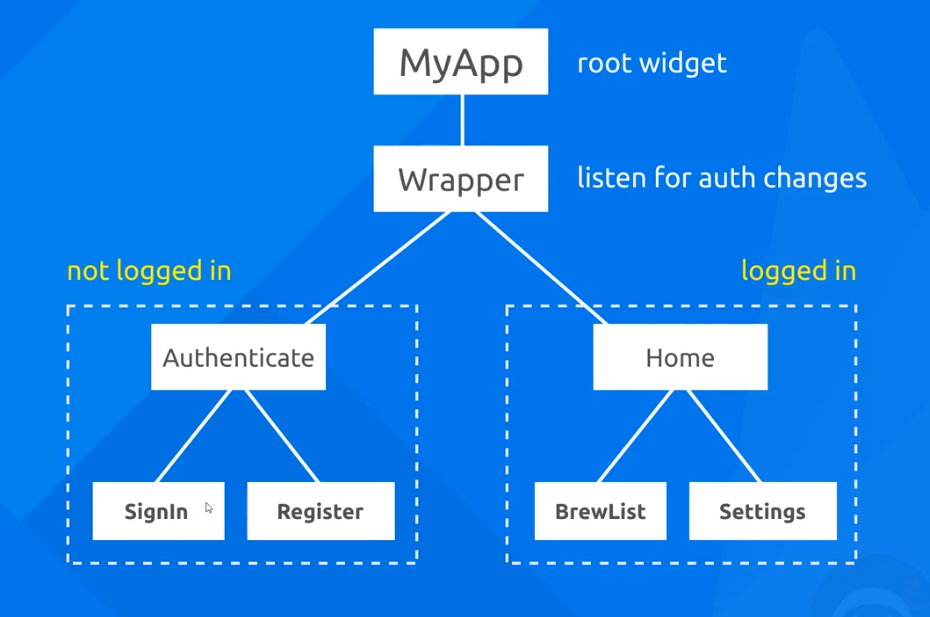 MyApp
root widget
Wrapper
listen for auth changes
not logged in
logged in
Authenticate
Home
SignIn
Register
BrewList
Settings